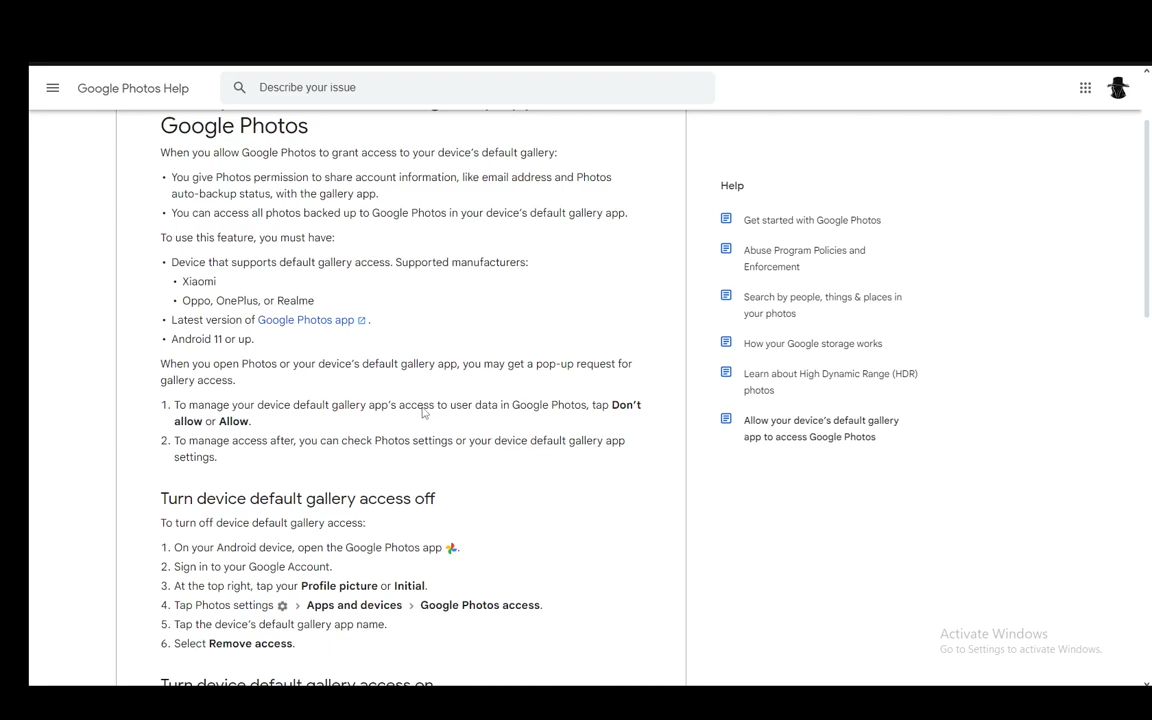 Google Photos Help
Describe your issue
Google Photos
When you allow Google Photos to grant access to your device's default gallery:
• You give Photos permission to share account information, like email address and Photos
auto-backup status, with the gallery app.
• You can access all photos backed up to Google Photos in your device's default gallery app.
To use this feature, you must have:
• Device that supports default gallery access. Supported manufacturers:
• Xiaomi
• Oppo, OnePlus, or Realme
• Latest version of Google Photos app .
• Android 11 or up.
When you open Photos or your device's default gallery app, you may get a pop-up request for
gallery access.
1. To manage your device default gallery app's access to user data in Google Photos, tap Don't
allow or Allow.
2. To manage access after, you can check Photos settings or your device default gallery app
settings.
Turn device default gallery access off
To turn off device default gallery access:
1. On your Android device, open the Google Photos app .
2. Sign in to your Google Account.
3. At the top right, tap your Profile picture or Initial.
4. Tap Photos settings > Apps and devices > Google Photos access.
5. Tap the device's default gallery app name.
6. Select Remove access.
Turn device default gallery access on
Help
Get started with Google Photos
Abuse Program Policies and
Enforcement
Search by people, things & places in
your photos
How your Google storage works
Learn about High Dynamic Range (HDR)
photos
Allow your device's default gallery
app to access Google Photos
Activate Windows
Go to Settings to activate Windows.